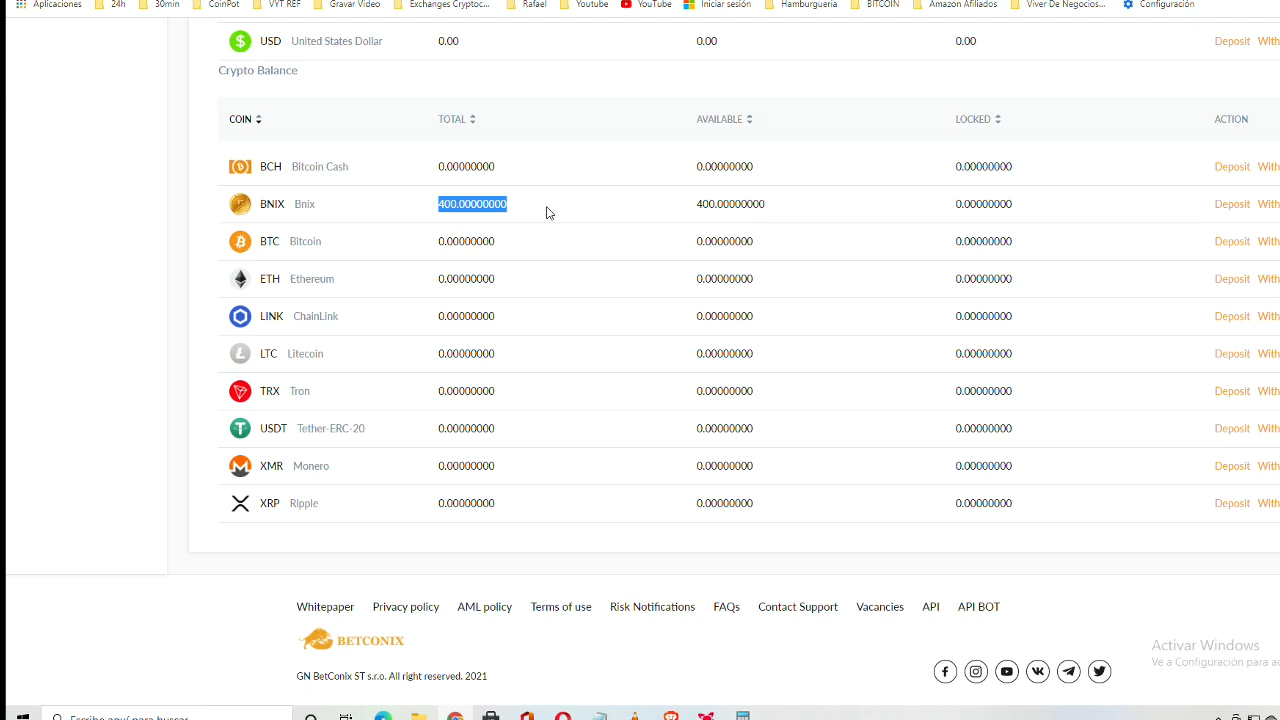 Aplicaciones 24h 30min CoinPot VYT REF Gravar Video Exchanges Cryptoc... Rafael Youtube YouTube Iniciar sesión Hamburgueria BITCOIN Amazon Afiliados Viver De Negocios... Configuración
USD United States Dollar 0.00 0.00 0.00 Deposit With
Crypto Balance
COIN TOTAL AVAILABLE LOCKED ACTION
BCH Bitcoin Cash 0.00000000 0.00000000 0.00000000 Deposit With
BNIX Bnix 400.00000000 400.00000000 0.00000000 Deposit With
BTC Bitcoin 0.00000000 0.00000000 0.00000000 Deposit With
ETH Ethereum 0.00000000 0.00000000 0.00000000 Deposit With
LINK ChainLink 0.00000000 0.00000000 0.00000000 Deposit With
LTC Litecoin 0.00000000 0.00000000 0.00000000 Deposit With
TRX Tron 0.00000000 0.00000000 0.00000000 Deposit With
USDT Tether-ERC-20 0.00000000 0.00000000 0.00000000 Deposit With
XMR Monero 0.00000000 0.00000000 0.00000000 Deposit With
XRP Ripple 0.00000000 0.00000000 0.00000000 Deposit With
Whitepaper Privacy policy AML policy Terms of use Risk Notifications FAQs Contact Support Vacancies API API BOT
BETCONIX
Activar Windows
Ve a Configuración para ac
GN BetConix ST s.r.o. All right reserved. 2021
Escribe aquí para buscar